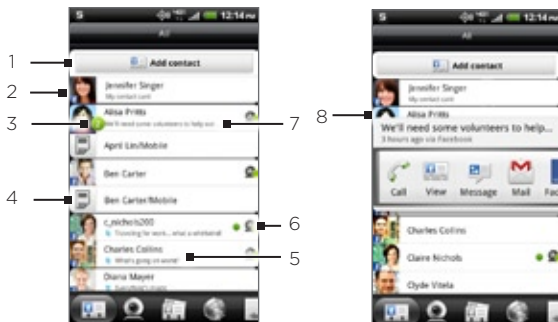 12:14 PM
All
Add contact
Jennifer Singer
My contact card
Alisa Pritts
We'll need some volunteers to help out
April Lin/Mobile
Ben Carter
Ben Carter/Mobile
c_nichols200
Traveling for work... what a whirlwind!
Charles Collins
What's going on world?
Diana Mayer
1
2
3
4
5
6
7
12:14 PM
All
Add contact
Jennifer Singer
My contact card
Alisa Pritts
We'll need some volunteers to help...
3 hours ago via Facebook
Call View Message Mail Fac
Charles Collins
Claire Nichols
Clyde Vitela
8